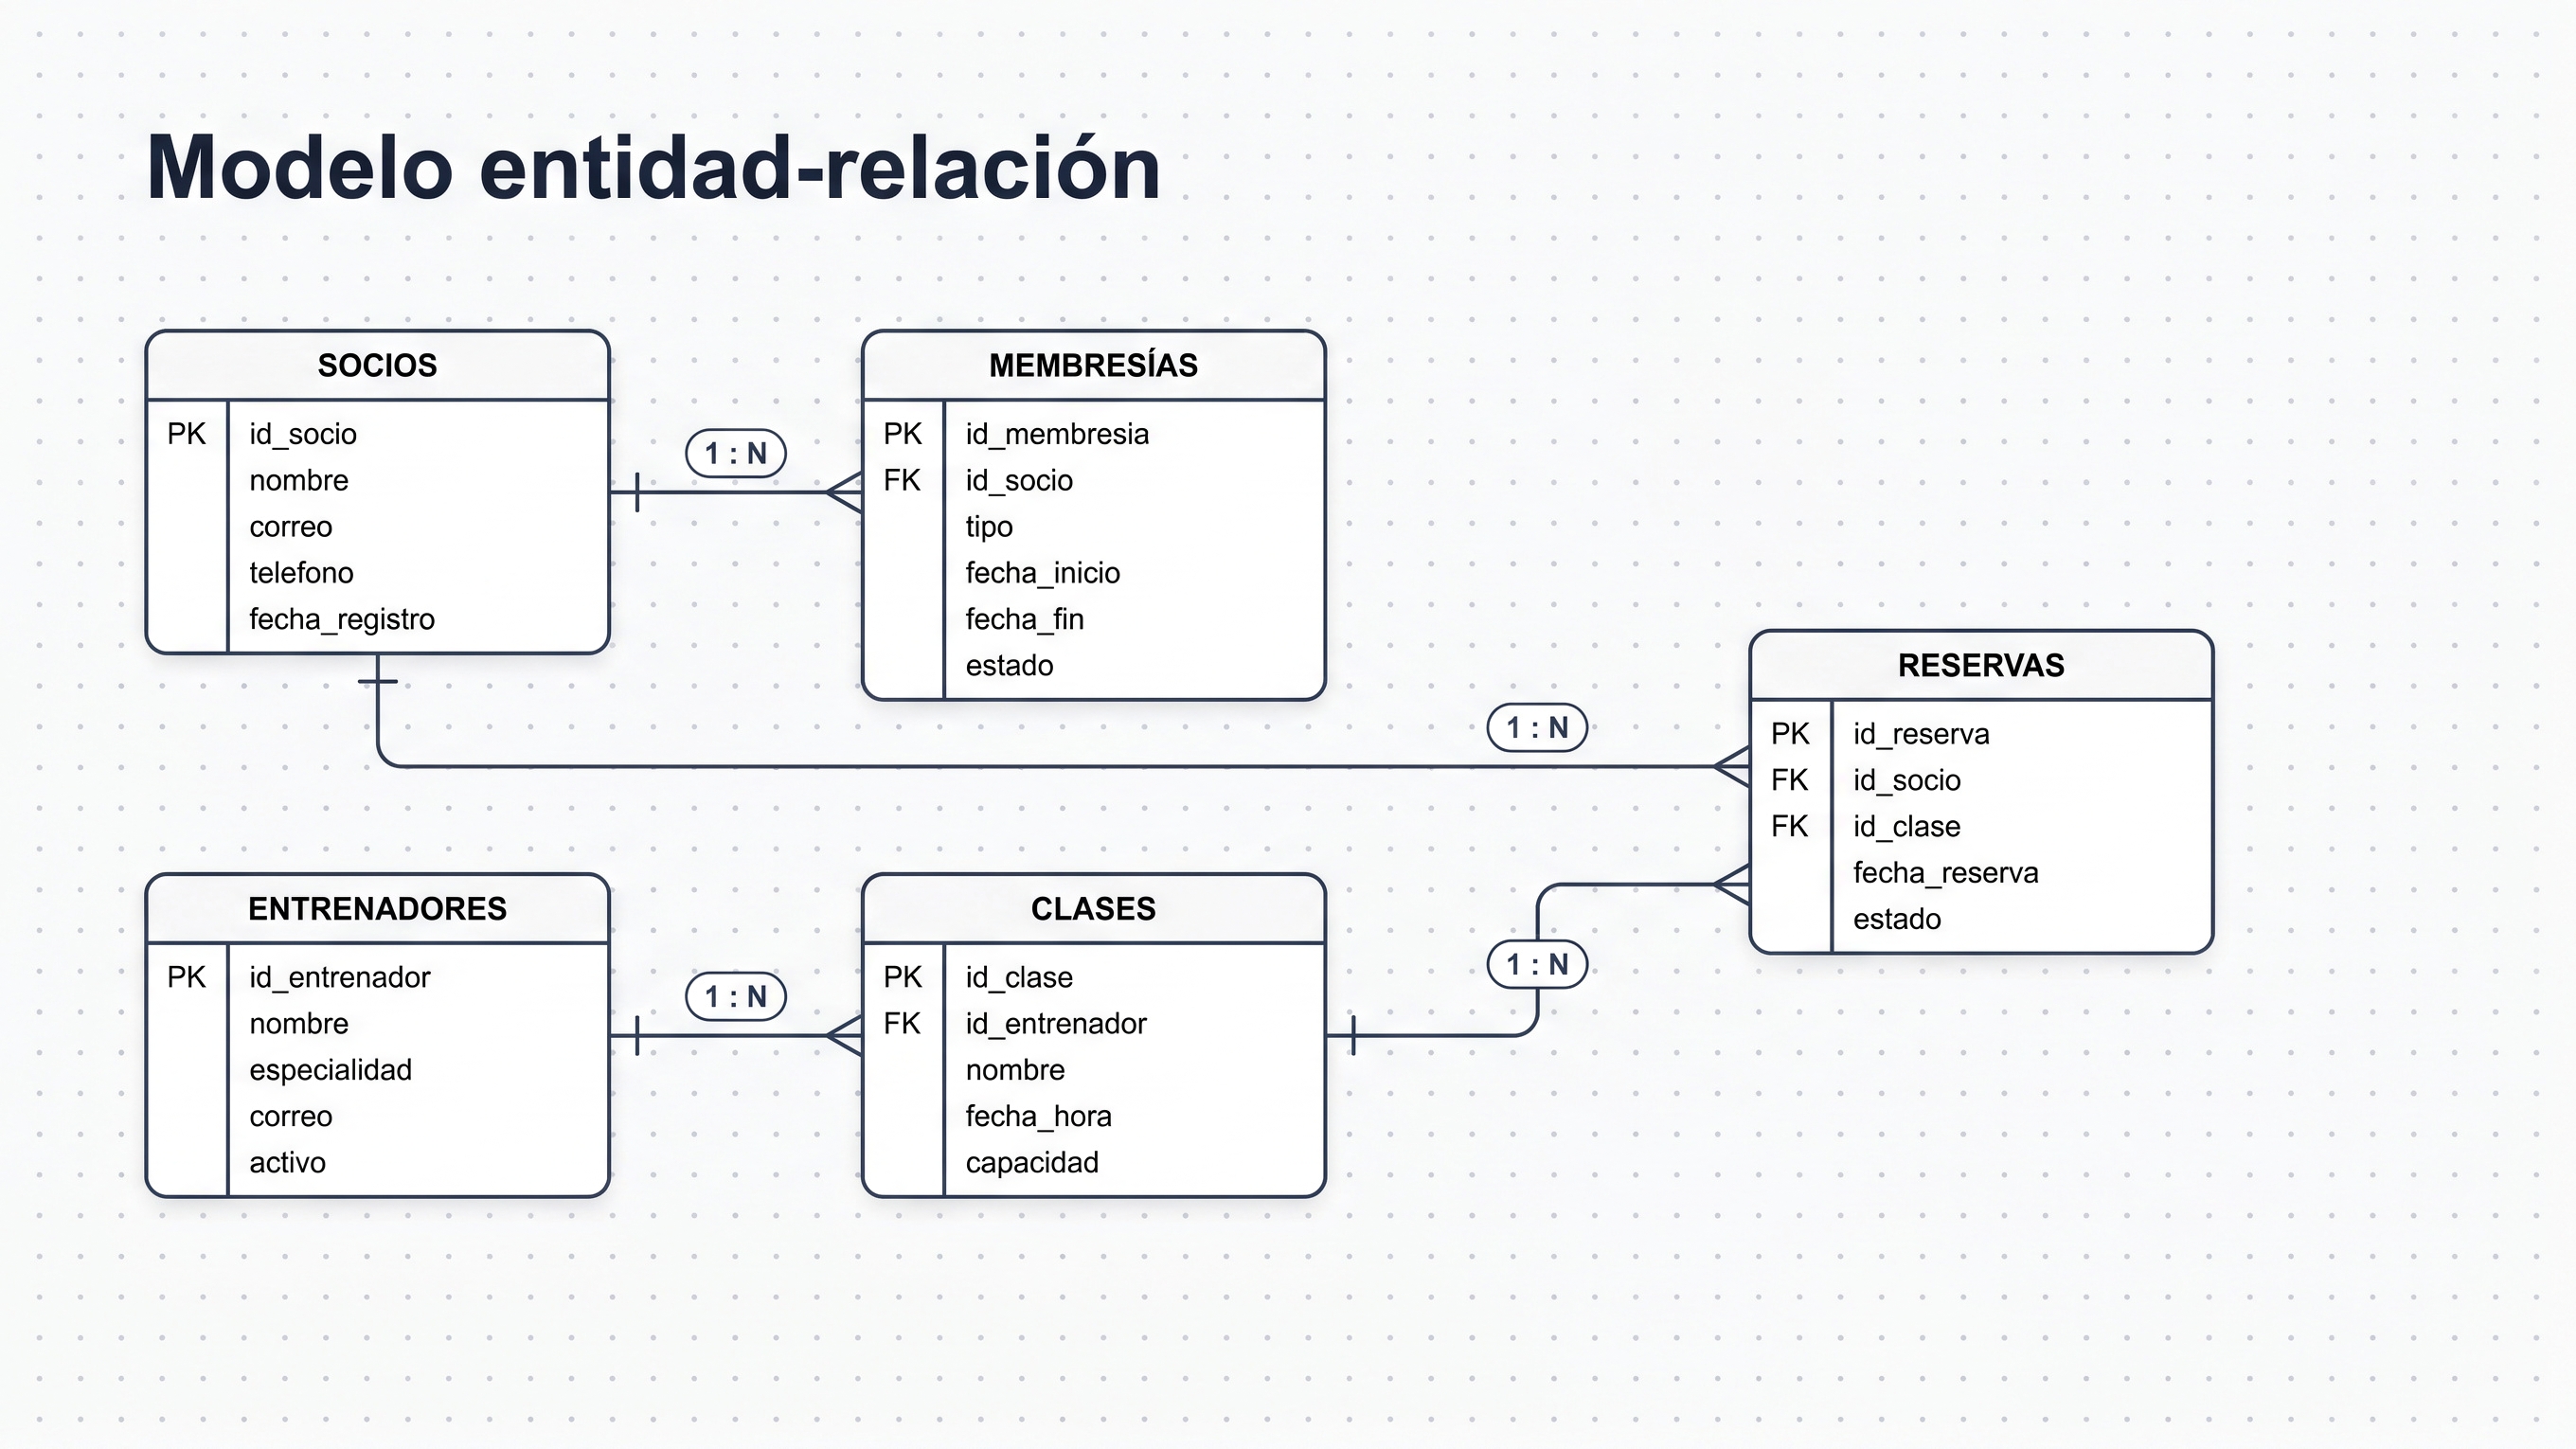 Modelo entidad-relación
SOCIOS
PK id_socio
nombre
correo
telefono
fecha_registro
1 : N
MEMBRESÍAS
PK id_membresia
FK id_socio
tipo
fecha_inicio
fecha_fin
estado
1 : N
RESERVAS
PK id_reserva
FK id_socio
FK id_clase
fecha_reserva
estado
ENTRENADORES
PK id_entrenador
nombre
especialidad
correo
activo
1 : N
CLASES
PK id_clase
FK id_entrenador
nombre
fecha_hora
capacidad
1 : N